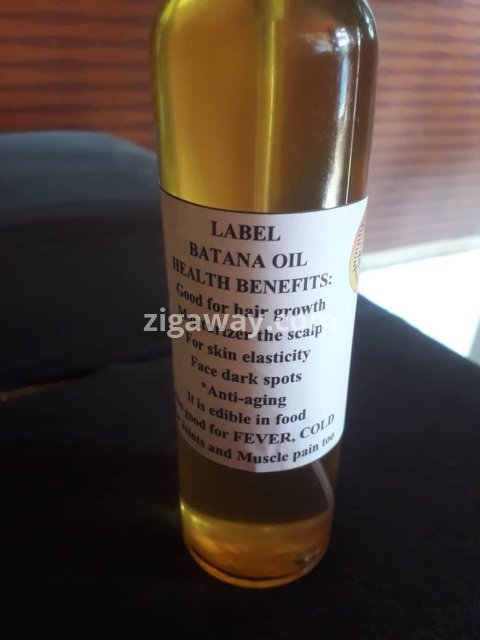 LABEL
BATANA OIL
HEALTH BENEFITS:
Good for hair growth
the scalp
For skin elasticity
Face dark spots
*Anti-aging
It is edible in food
good for FEVER, COLD
Joints and Muscle pain too
zigaway.com